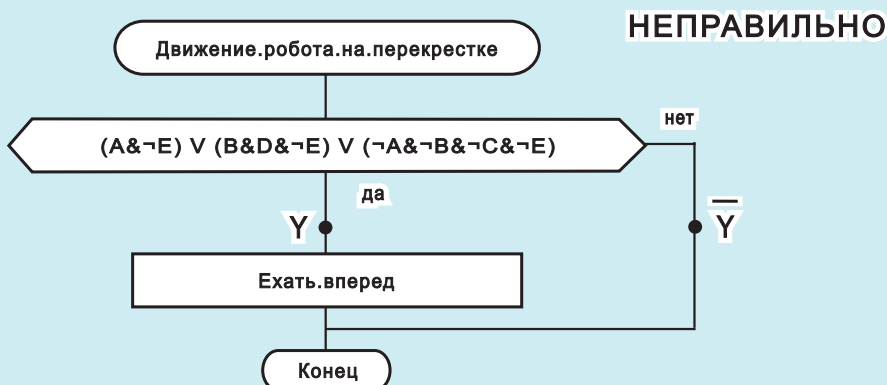 НЕПРАВИЛЬНО
Движение.робота.на.перекрестке
(A&¬E) V (B&D&¬E) V (¬A&¬B&¬C&¬E)
нет
да
Y
Y̅
Ехать.вперед
Конец